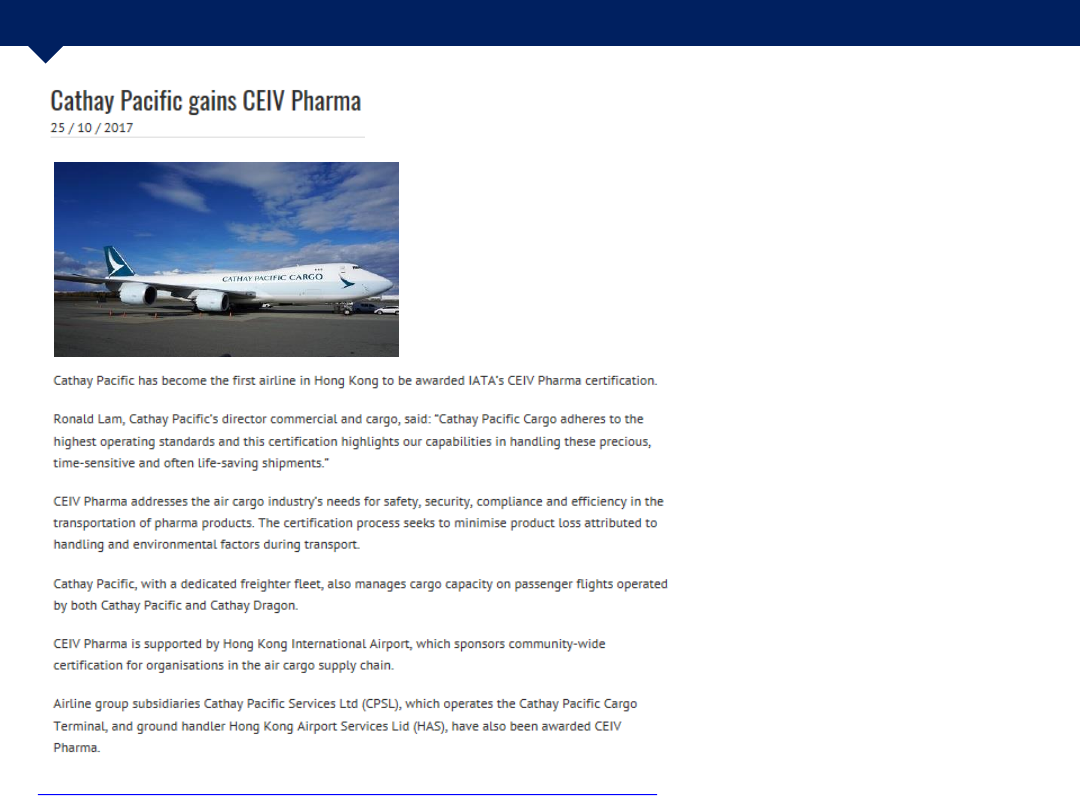 Cathay Pacific gains CEIV Pharma
25 / 10 / 2017
CATHAY PACIFIC CARGO
Cathay Pacific has become the first airline in Hong Kong to be awarded IATA's CEIV Pharma certification.
Ronald Lam, Cathay Pacific's director commercial and cargo, said: "Cathay Pacific Cargo adheres to the
highest operating standards and this certification highlights our capabilities in handling these precious,
time-sensitive and often life-saving shipments."
CEIV Pharma addresses the air cargo industry's needs for safety, security, compliance and efficiency in the
transportation of pharma products. The certification process seeks to minimise product loss attributed to
handling and environmental factors during transport.
Cathay Pacific, with a dedicated freighter fleet, also manages cargo capacity on passenger flights operated
by both Cathay Pacific and Cathay Dragon.
CEIV Pharma is supported by Hong Kong International Airport, which sponsors community-wide
certification for organisations in the air cargo supply chain.
Airline group subsidiaries Cathay Pacific Services Ltd (CPSL), which operates the Cathay Pacific Cargo
Terminal, and ground handler Hong Kong Airport Services Lid (HAS), have also been awarded CEIV
Pharma.